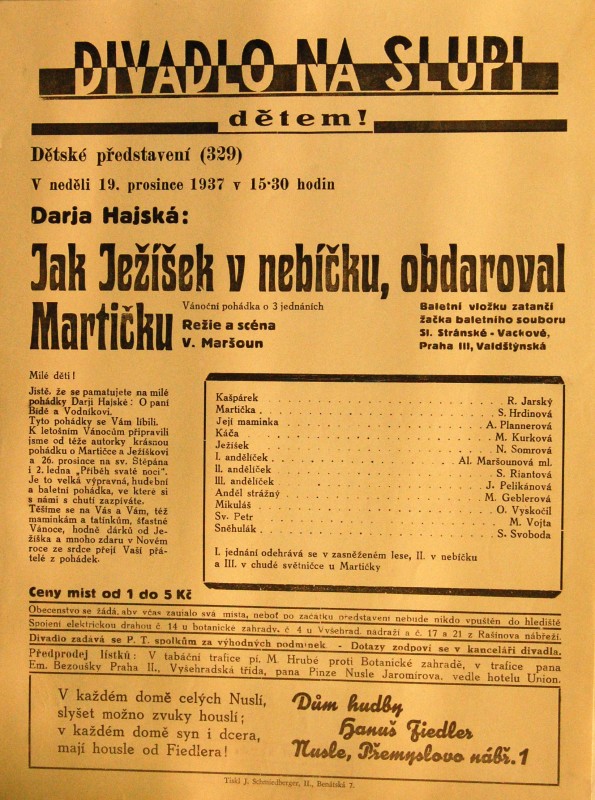 DIVADLO NA SLUPI
dětem!
Dětské představení (329)
V neděli 19. prosince 1937 v 15·30 hodin
Darja Hajská:
Jak Ježíšek v nebíčku, obdaroval
Martičku
Vánoční pohádka o 3 jednáních
Režie a scéna
V. Maršoun
Baletní vložku zatančí
žačka baletního souboru
Sl. Stránské - Vackové,
Praha III, Valdštýnská
Milé děti!
Jistě, že se pamatujete na milé
pohádky Darji Hajské: O paní
Bídě a Vodníkovi.
Tyto pohádky se Vám líbili.
K letošním Vánocům připravili
jsme od téže autorky krásnou
pohádku o Martičce a Ježíškovi
a 26. prosince na sv. Štěpána
i 2. ledna „Příběh svaté noci".
Je to velká výpravná, hudební
a baletní pohádka, ve které si
s námi s chutí zazpíváte.
Těšíme se na Vás a Vám, též
maminkám a tatínkům, šťastné
Vánoce, hodně dárků od Je-
žíška a mnoho zdaru v Novém
roce ze srdce přejí Vaší přá-
telé z pohádek.
Kašpárek . . . R. Jarský
Martička . . . S. Hrdinová
Její maminka . . . A. Plannerová
Káča . . . M. Kurková
Ježíšek . . . N. Somrová
I. andělíček . . . Al. Maršounová ml.
II. andělíček . . . S. Riantová
III. andělíček . . . J. Pelikánová
Anděl strážný . . . M. Geblerová
Mikuláš . . . O. Vyskočil
Sv. Petr . . . M. Vojta
Sněhulák . . . S. Svoboda
I. jednání odehrává se v zasněženém lese, II. v nebíčku
a III. v chudé světničce u Martičky
Ceny míst od 1 do 5 Kč
Obecenstvo se žádá, aby včas zaujalo svá místa, neboť po začátku představení nebude nikdo vpuštěn do hlediště
Spojení elektrickou drahou č. 14 u botanické zahrady, č. 4 u Vyšehrad. nádraží a č. 17 a 21 z Rašínova nábřeží.
Divadlo zadává se P. T. spolkům za výhodných podmínek - Dotazy zodpoví se v kanceláři divadla.
Předprodej lístků: V tabáční trafice pí. M. Hrubé proti Botanické zahradě, v trafice pana
Em. Bezoušky Praha II., Vyšehradská třída, pana Pinze Nusle Jaromírova, vedle hotelu Union.
V každém domě celých Nuslí,
slyšet možno zvuky houslí;
v každém domě syn i dcera,
mají housle od Fiedlera!
Dům hudby
Hanuš Fiedler
Nusle, Přemyslovo nábř. 1
Tiskl J. Schmiedberger, II., Benátská 7.